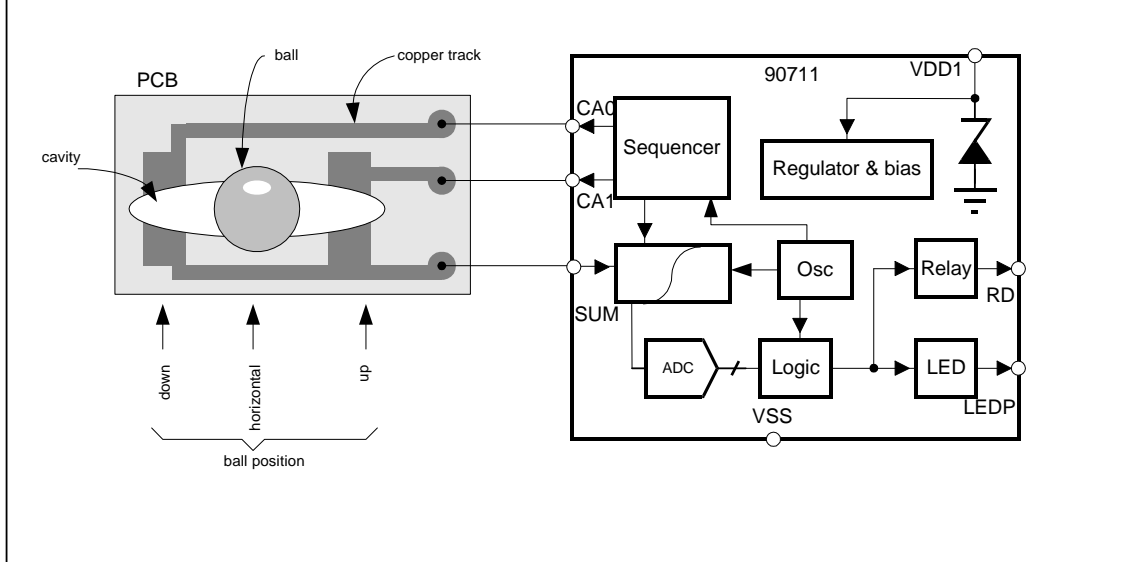 ball
copper track
PCB
cavity
down
horizontal
up
ball position
90711
VDD1
CA0
Sequencer
Regulator & bias
CA1
Osc
Relay
RD
SUM
ADC
Logic
LED
LEDP
VSS